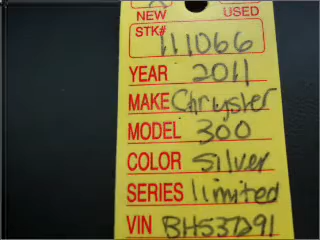 NEW USED
STK#
111066
YEAR 2011
MAKE Chrysler
MODEL 300
COLOR Silver
SERIES limited
VIN BH537291